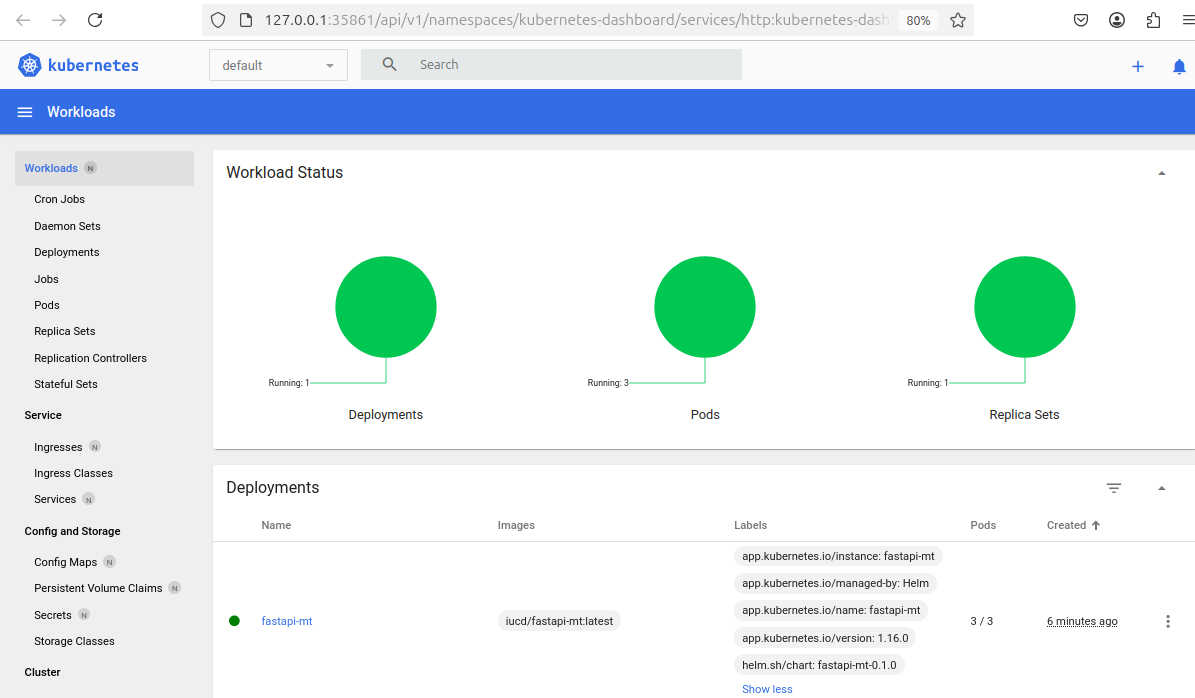 127.0.0.1:35861/api/v1/namespaces/kubernetes-dashboard/services/http:kubernetes-dash
80%
kubernetes
default
Search
Workloads
Workloads N
Cron Jobs
Daemon Sets
Deployments
Jobs
Pods
Replica Sets
Replication Controllers
Stateful Sets
Service
Ingresses N
Ingress Classes
Services N
Config and Storage
Config Maps N
Persistent Volume Claims N
Secrets N
Storage Classes
Cluster
Workload Status
Running: 1
Running: 3
Running: 1
Deployments
Pods
Replica Sets
Deployments
Name Images Labels Pods Created
fastapi-mt
iucd/fastapi-mt:latest
app.kubernetes.io/instance: fastapi-mt
app.kubernetes.io/managed-by: Helm
app.kubernetes.io/name: fastapi-mt
app.kubernetes.io/version: 1.16.0
helm.sh/chart: fastapi-mt-0.1.0
Show less
3 / 3
6 minutes ago